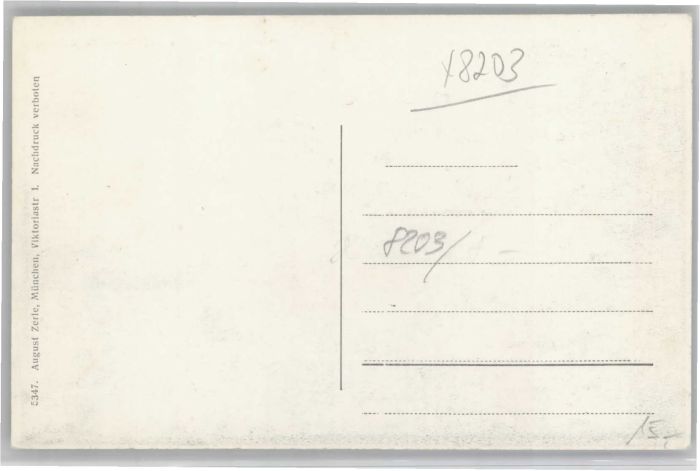 5347. August Zerle, München, Viktoriastr 1. Nachdruck verboten
X8203
8203/-
15,-